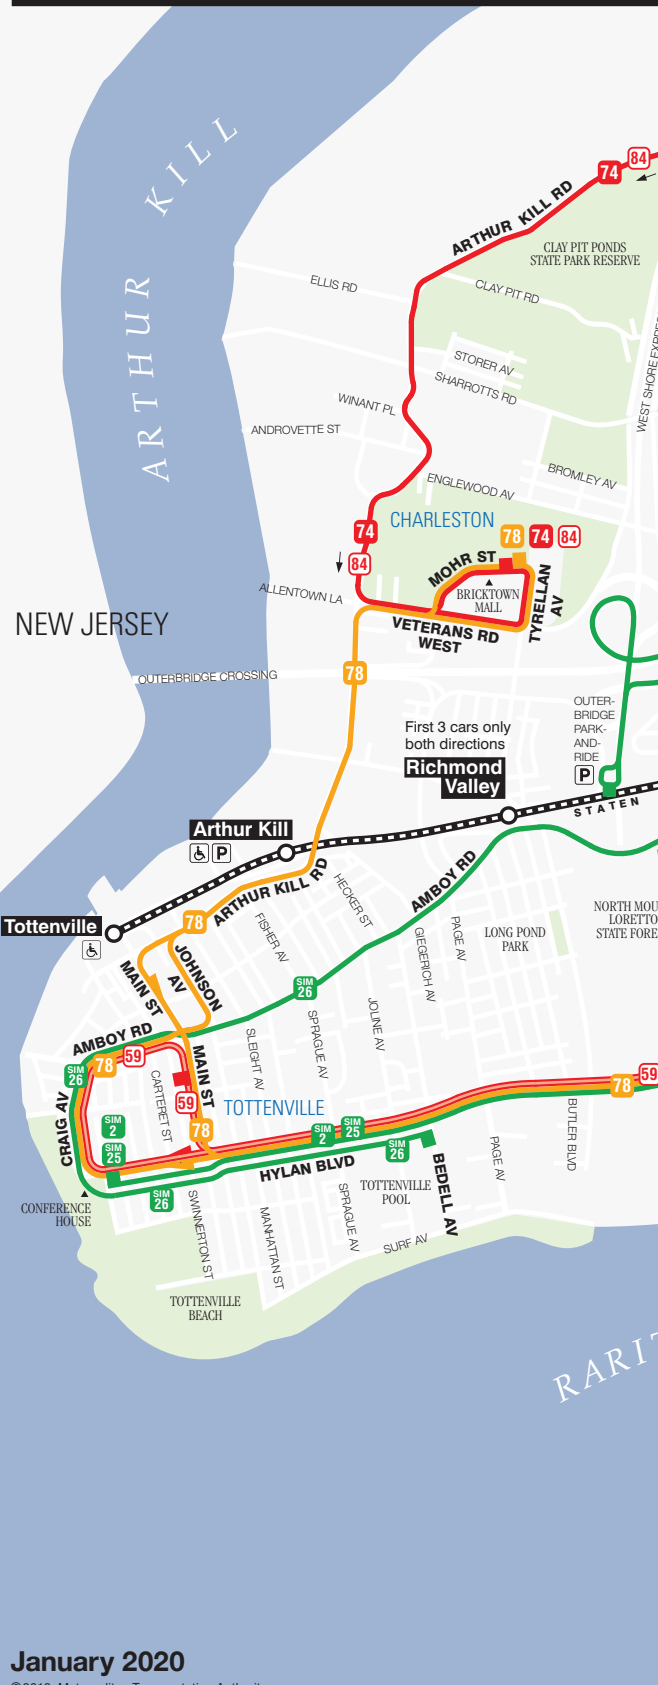 ARTHUR KILL
84
74
ARTHUR KILL RD
CLAY PIT PONDS
STATE PARK RESERVE
ELLIS RD
CLAY PIT RD
STORER AV
SHARROTTS RD
WINANT PL
ANDROVETTE ST
BROMLEY AV
ENGLEWOOD AV
CHARLESTON
74
78 74 84
84
MOHR ST
BRICKTOWN
MALL
TYRELLAN
AV
ALLENTOWN LA
VETERANS RD
WEST
NEW JERSEY
78
OUTERBRIDGE CROSSING
OUTER-
BRIDGE
PARK-
AND-
RIDE
P
First 3 cars only
both directions
Richmond
Valley
STATEN
Arthur Kill
P
ARTHUR KILL RD
HECKER ST
AMBOY RD
Tottenville
78
FISHER AV
GIEGERICH AV
PAGE AV
LONG POND
PARK
MAIN ST
JOHNSON
AV
SIM
26
JOLINE AV
SPRAGUE AV
SLEIGHT AV
AMBOY RD
59
78
SIM
26
MAIN ST
CARTERET ST
59
TOTTENVILLE
78
59
78
CRAIG AV
SIM
2
SIM
25
SIM
2
SIM
25
BUTLER BLVD
PAGE AV
HYLAN BLVD
SIM
26
BEDELL AV
TOTTENVILLE
POOL
SIM
26
CONFERENCE
HOUSE
SWINNERTON ST
MANHATTAN ST
SPRAGUE AV
SURF AV
TOTTENVILLE
BEACH
January 2020